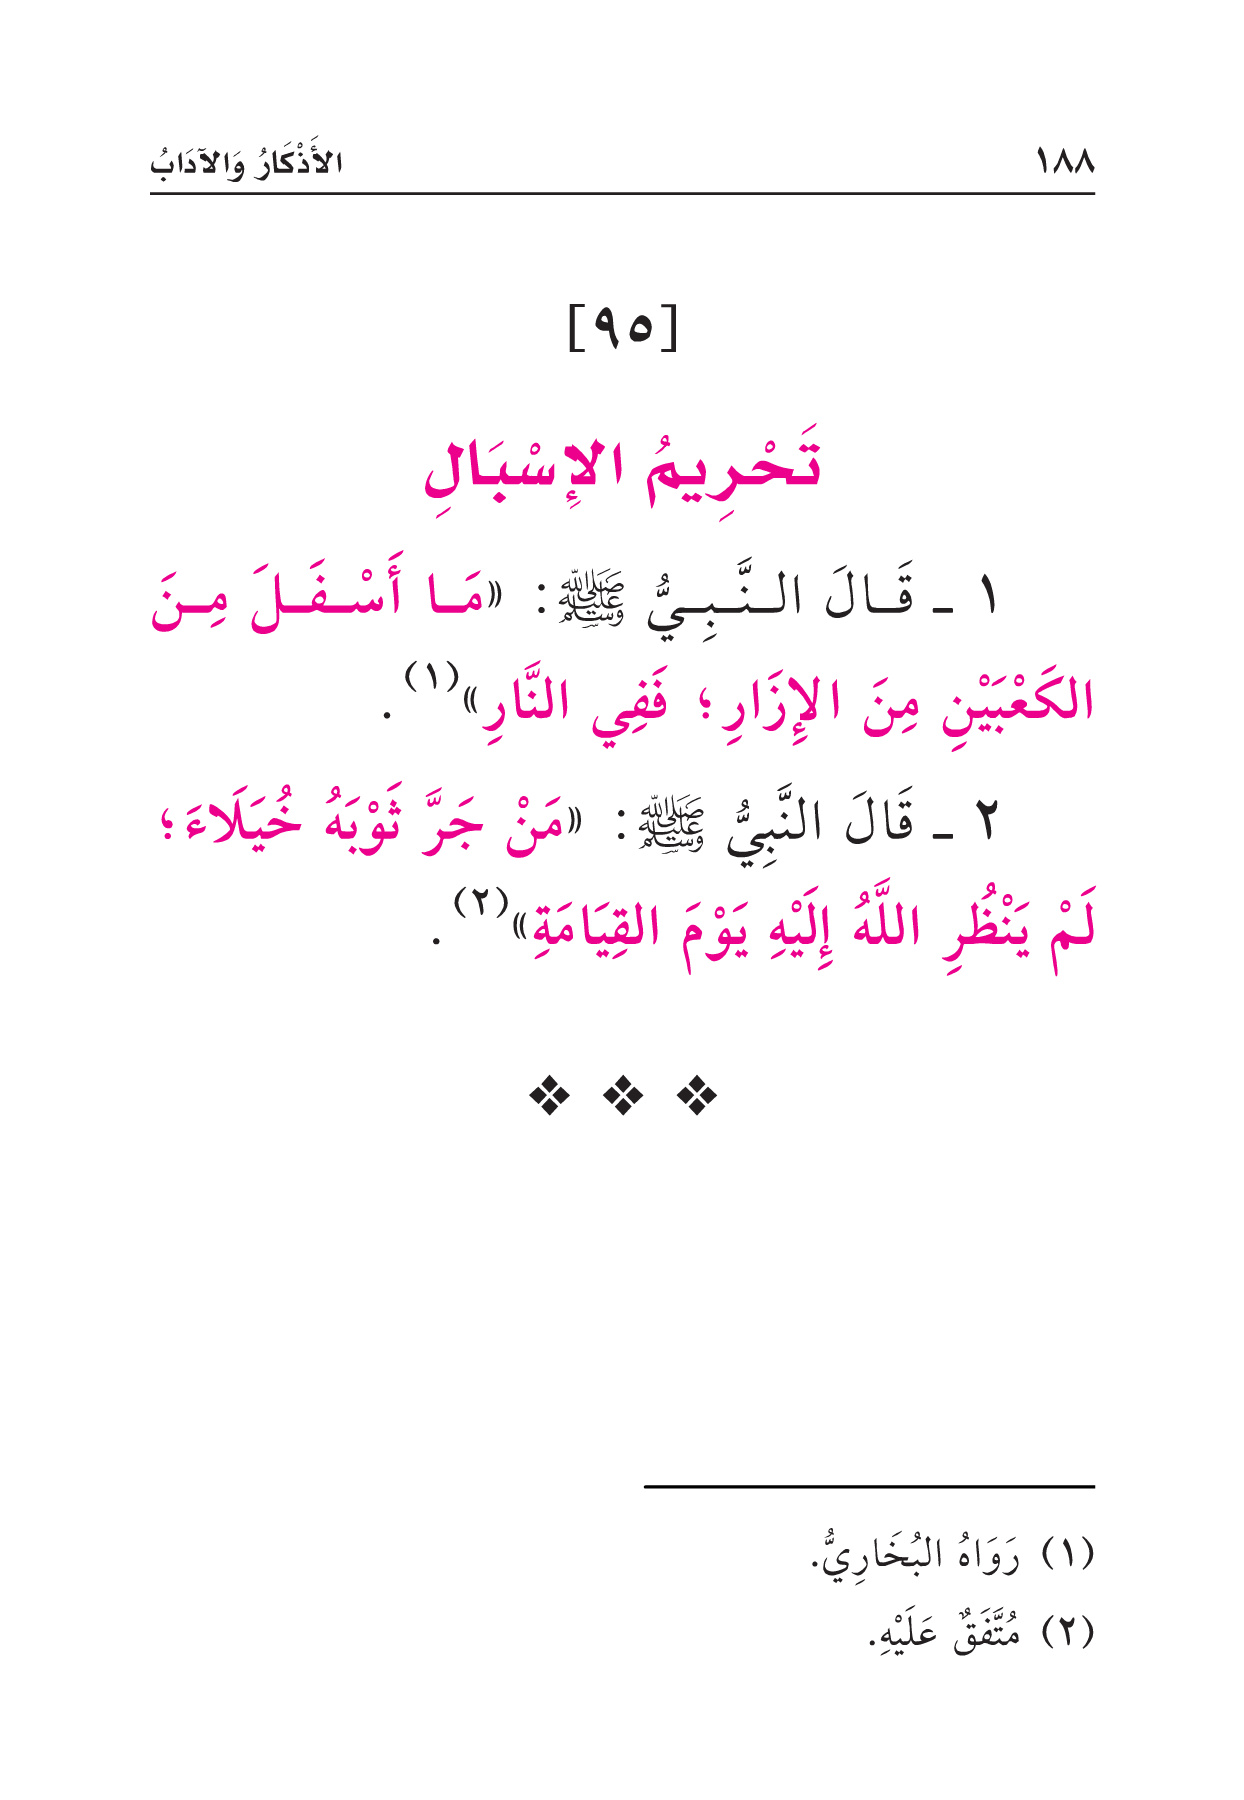 ١٨٨ الأَذْكَارُ وَالآدَابُ
[٩٥]
تَحْرِيمُ الإِسْبَالِ
١ ـ قَالَ النَّبِيُّ ﷺ: «مَا أَسْفَلَ مِنَ
الكَعْبَيْنِ مِنَ الإِزَارِ؛ فَفِي النَّارِ»(١).
٢ ـ قَالَ النَّبِيُّ ﷺ: «مَنْ جَرَّ ثَوْبَهُ خُيَلَاءَ؛
لَمْ يَنْظُرِ اللَّهُ إِلَيْهِ يَوْمَ القِيَامَةِ»(٢).
(١) رَوَاهُ البُخَارِيُّ.
(٢) مُتَّفَقٌ عَلَيْهِ.